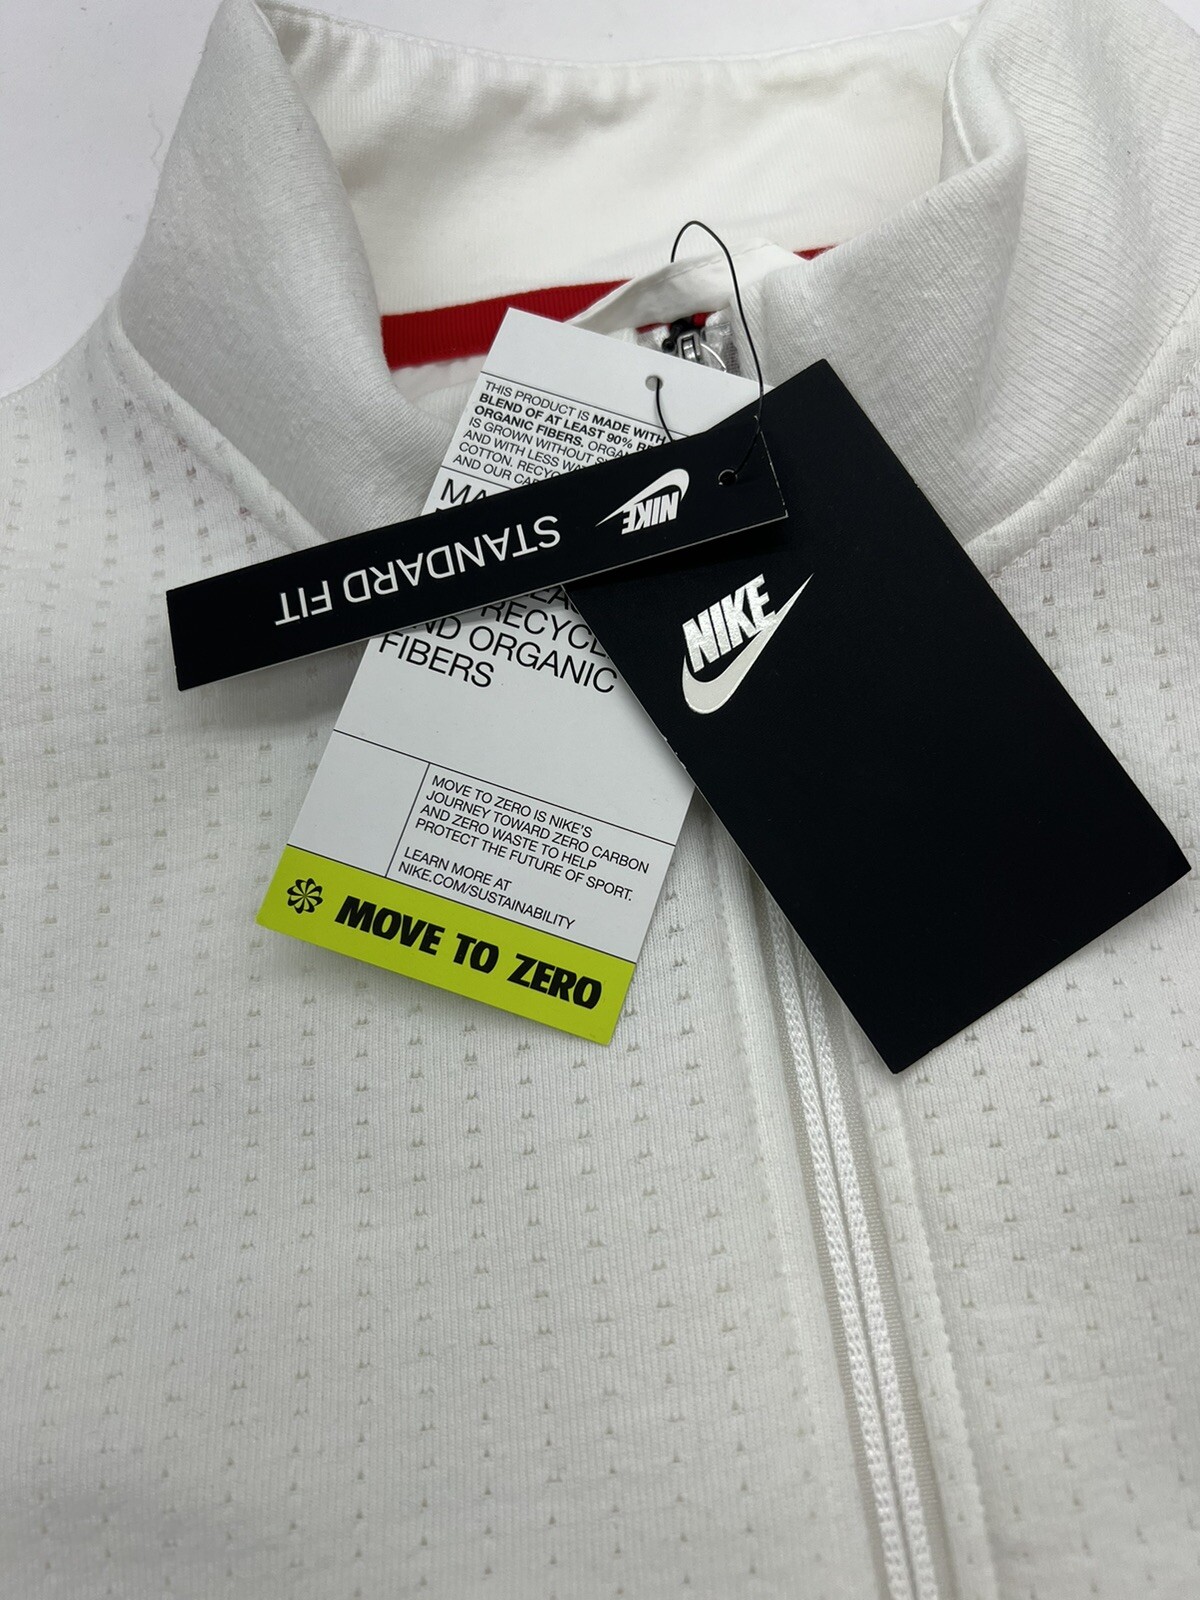 THIS PRODUCT IS MADE WITH
BLEND OF AT LEAST 90%
ORGANIC FIBERS.
IS GROWN WITHOUT
AND WITH LESS
COTTON.
AND OUR
STANDARD FIT
NIKE
RECYCL
ND ORGANIC
FIBERS
MOVE TO ZERO IS NIKE'S
JOURNEY TOWARD ZERO CARBON
AND ZERO WASTE TO HELP
PROTECT THE FUTURE OF SPORT.
LEARN MORE AT
NIKE.COM/SUSTAINABILITY
MOVE TO ZERO
NIKE